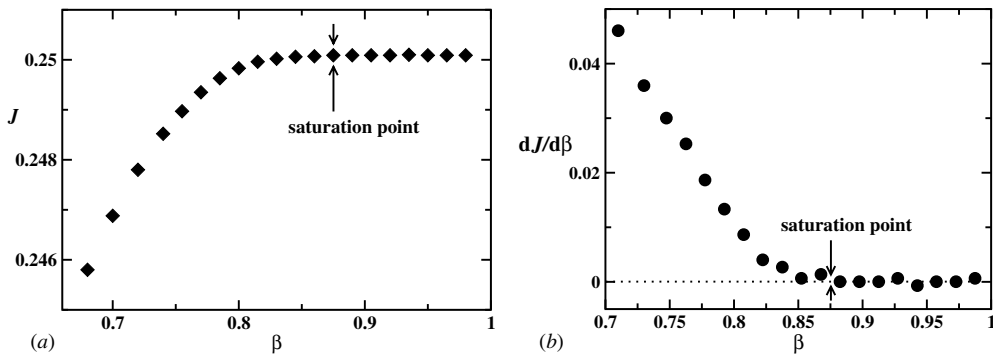 0.25
J
0.248
0.246
saturation point
0.7
0.8
0.9
1
(a)
β
0.04
dJ/dβ
0.02
0
saturation point
0.7
0.75
0.8
0.85
0.9
0.95
1
(b)
β